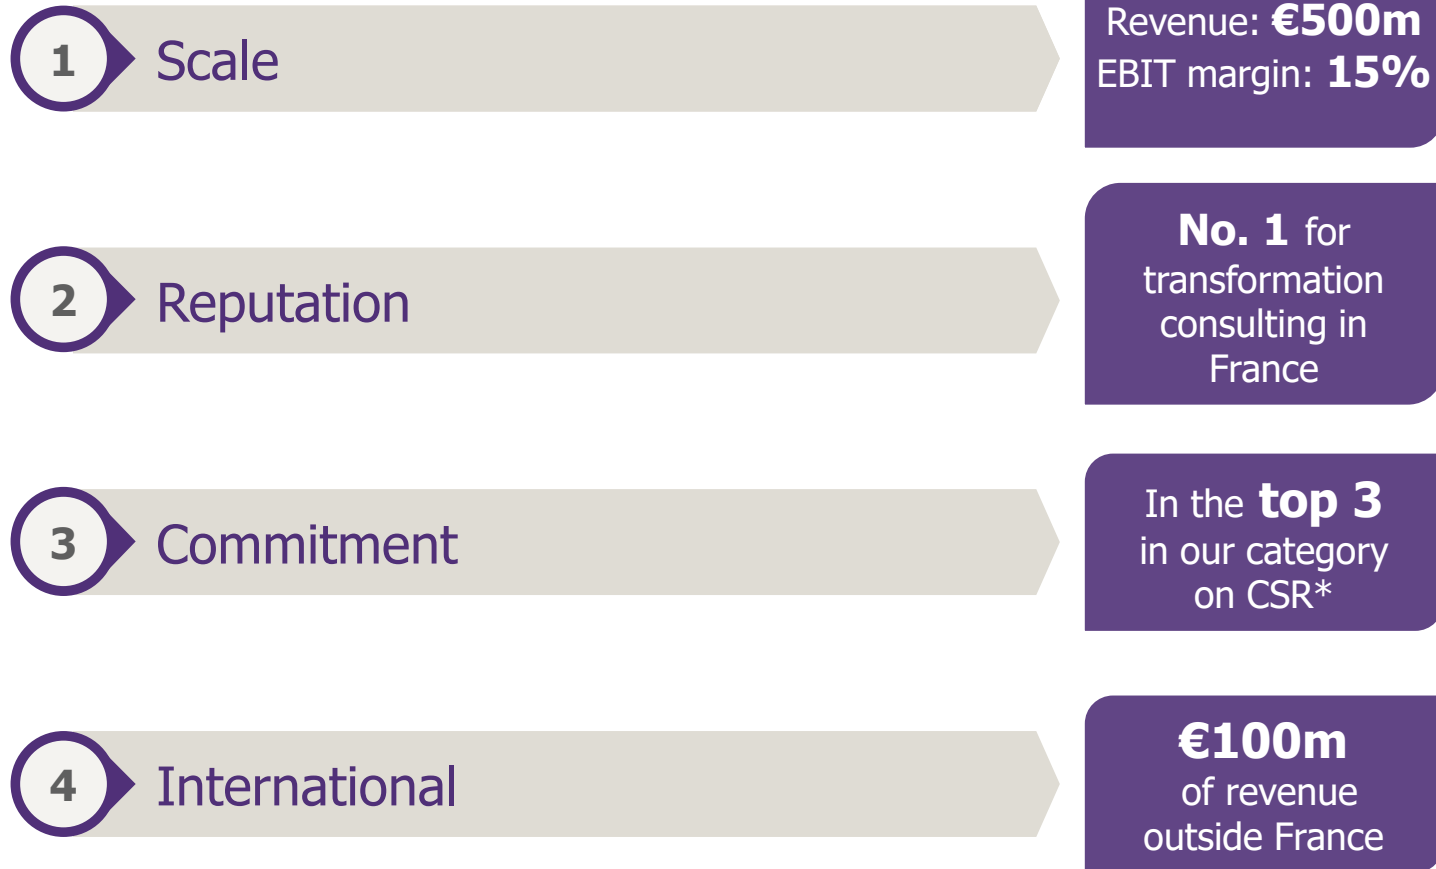 1
Scale
Revenue: €500m
EBIT margin: 15%
2
Reputation
No. 1 for
transformation
consulting in
France
3
Commitment
In the top 3
in our category
on CSR*
4
International
€100m
of revenue
outside France